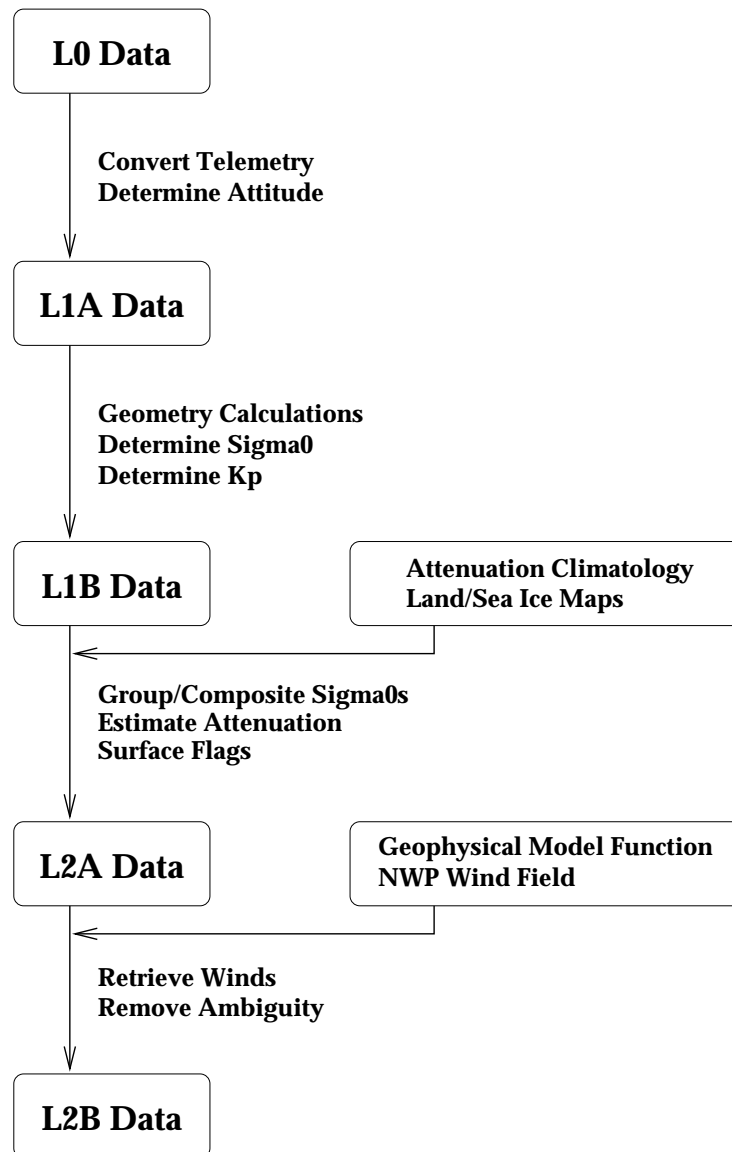 L0 Data
Convert Telemetry
Determine Attitude
L1A Data
Geometry Calculations
Determine Sigma0
Determine Kp
L1B Data
Attenuation Climatology
Land/Sea Ice Maps
Group/Composite Sigma0s
Estimate Attenuation
Surface Flags
L2A Data
Geophysical Model Function
NWP Wind Field
Retrieve Winds
Remove Ambiguity
L2B Data